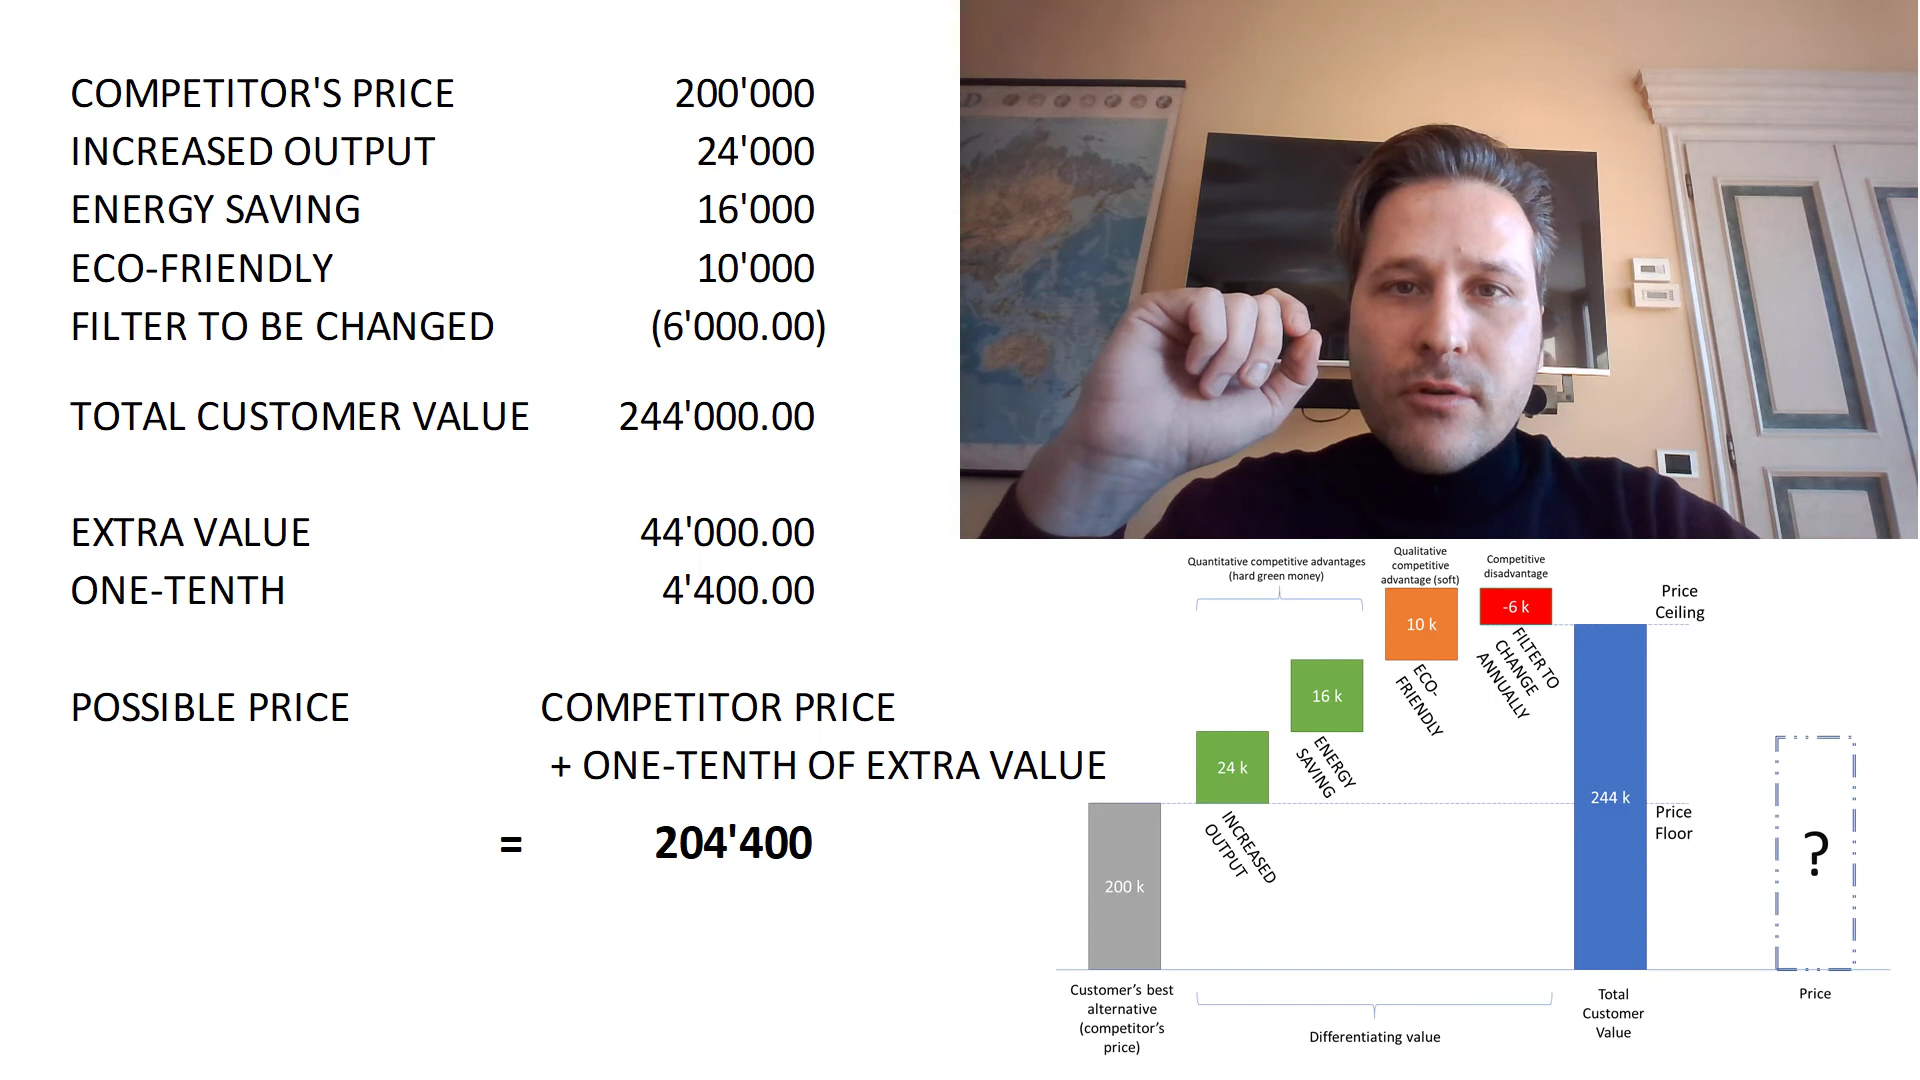 COMPETITOR'S PRICE 200'000
INCREASED OUTPUT 24'000
ENERGY SAVING 16'000
ECO-FRIENDLY 10'000
FILTER TO BE CHANGED (6'000.00)
TOTAL CUSTOMER VALUE 244'000.00
EXTRA VALUE 44'000.00
ONE-TENTH 4'400.00
POSSIBLE PRICE COMPETITOR PRICE
+ ONE-TENTH OF EXTRA VALUE
= 204'400
Quantitative competitive advantages
(hard green money)
Qualitative
competitive
advantage (soft)
Competitive
disadvantage
Price
Ceiling
-6 k
10 k
FILTER TO
CHANGE
ANNUALLY
ECO-
FRIENDLY
16 k
ENERGY
SAVING
24 k
INCREASED
OUTPUT
244 k
Price
Floor
200 k
?
Customer's best
alternative
(competitor's
price)
Differentiating value
Total
Customer
Value
Price